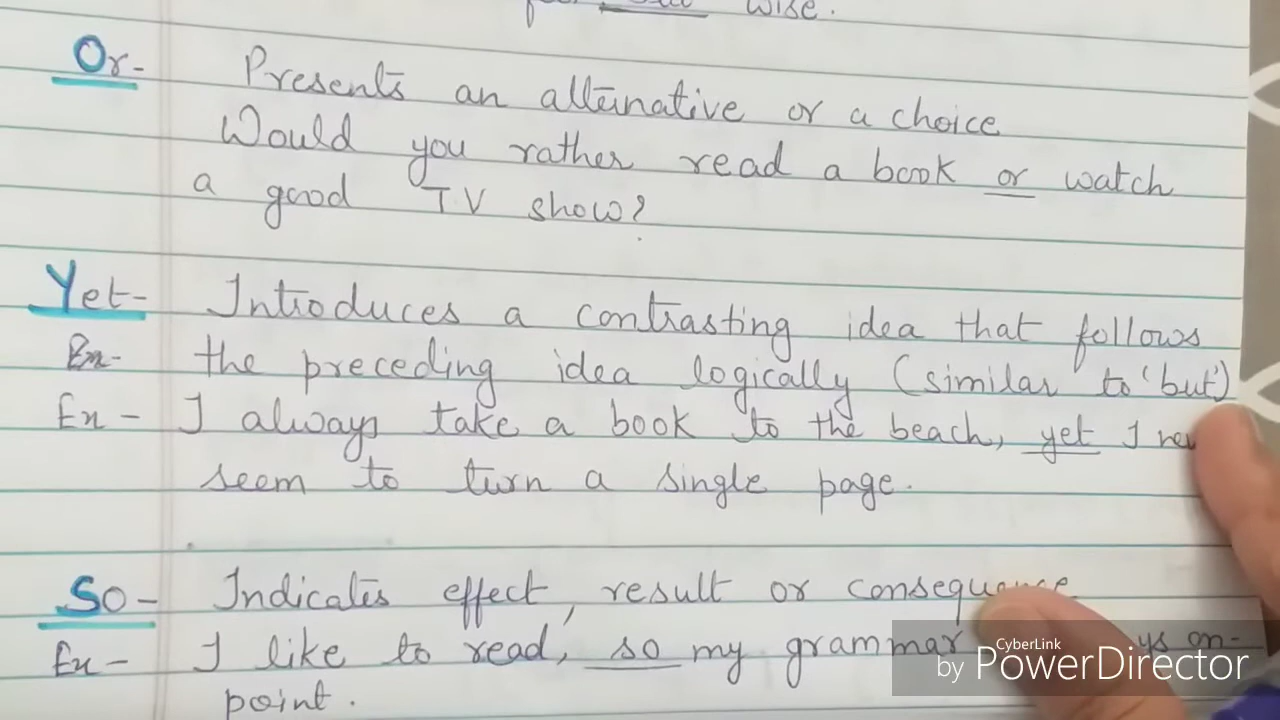 wise.
Or- Presents an alternative or a choice
Would you rather read a book or watch
a good TV show?
Yet- Introduces a contrasting idea that follows
the preceding idea logically (similar to 'but')
Ex - I always take a book to the beach, yet I
seem to turn a single page.
So - Indicates effect, result or consequence
Ex - I like to read, so my grammar on-
point.
CyberLink
by PowerDirector